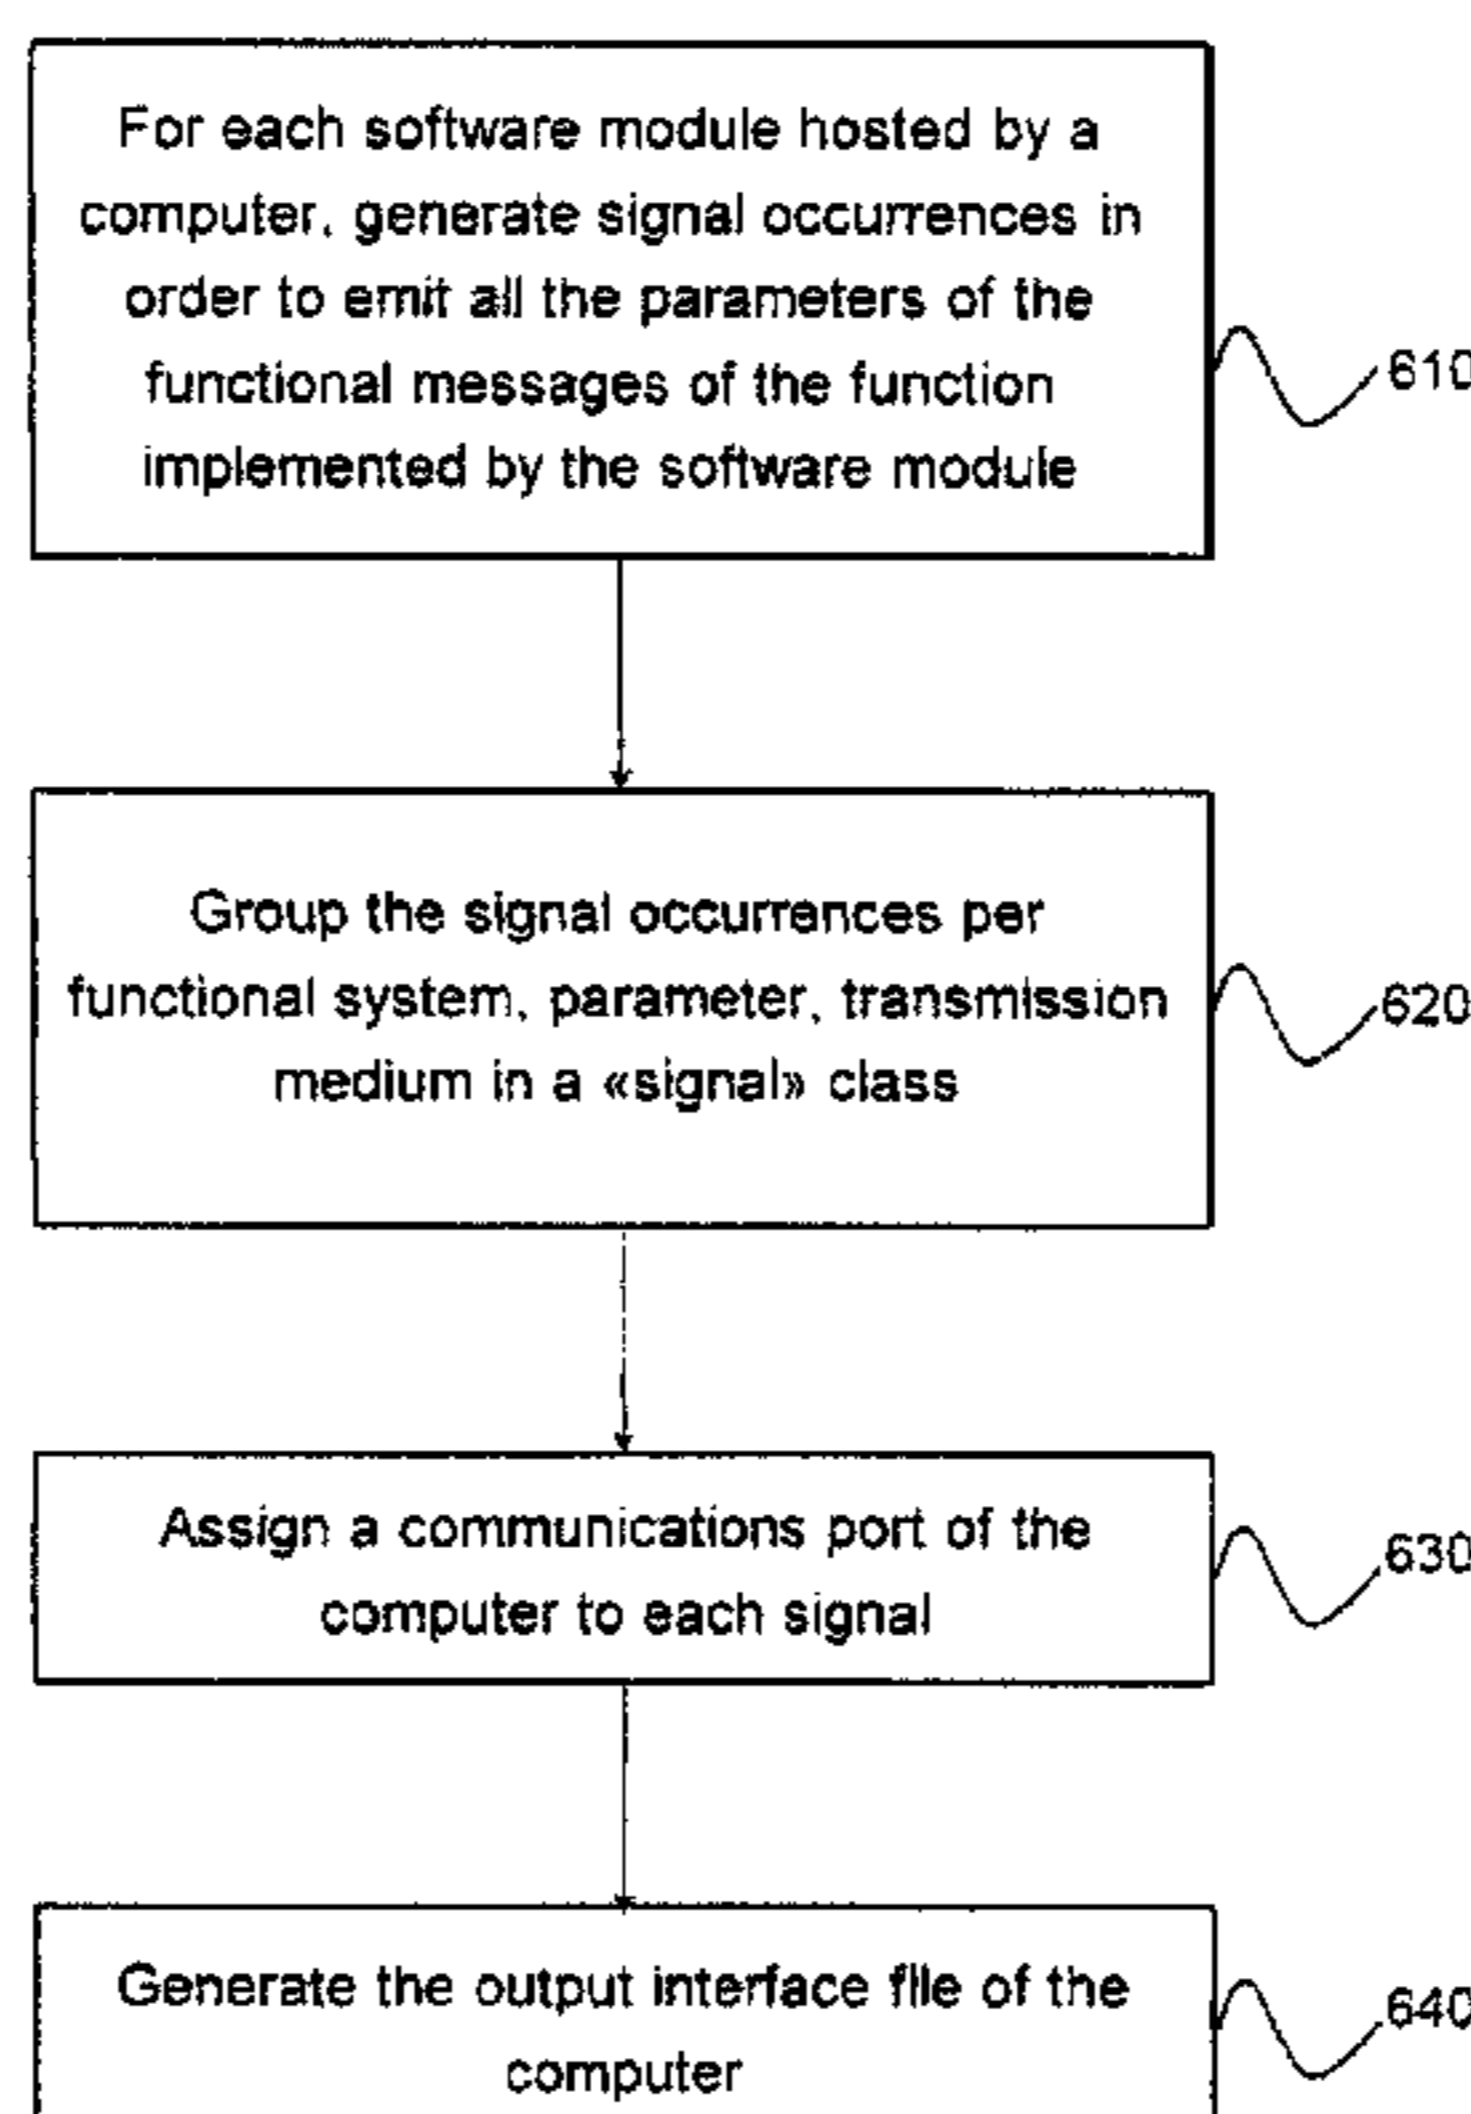 For each software module hosted by a
computer, generate signal occurrences in
order to emit all the parameters of the
functional messages of the function
implemented by the software module
610
Group the signal occurrences per
functional system, parameter, transmission
medium in a «signal» class
620
Assign a communications port of the
computer to each signal
630
Generate the output interface file of the
computer
640